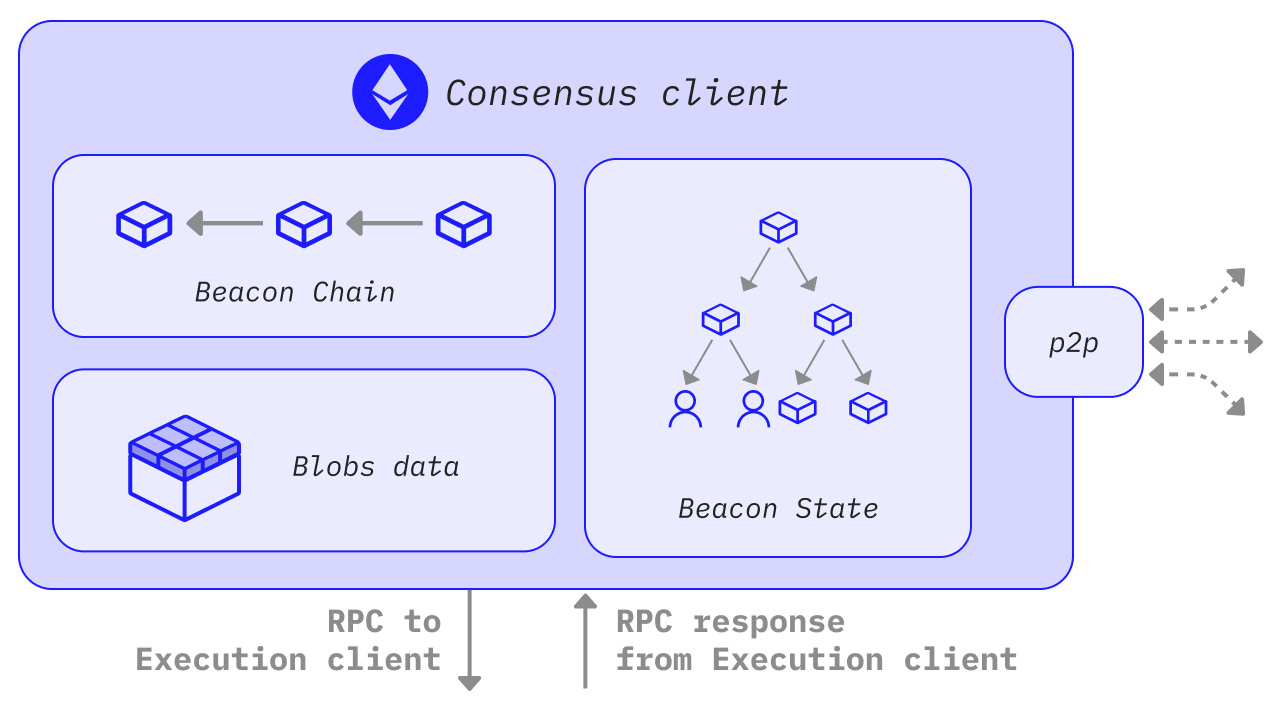 Consensus client
Beacon Chain
Blobs data
Beacon State
p2p
RPC to
Execution client
RPC response
from Execution client